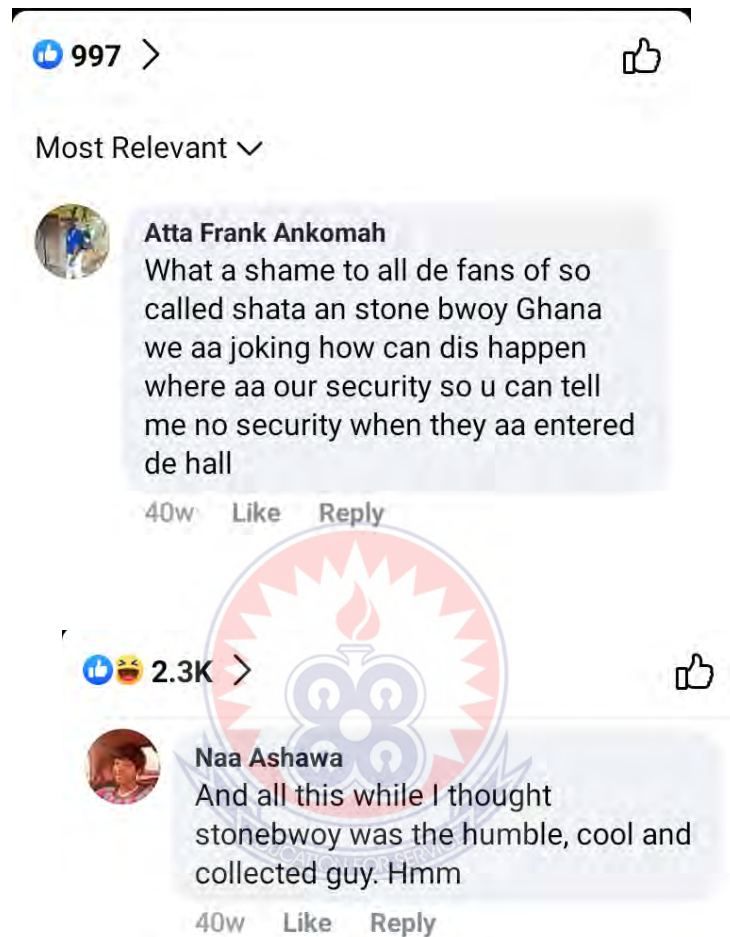 997 >
Most Relevant
Atta Frank Ankomah
What a shame to all de fans of so
called shata an stone bwoy Ghana
we aa joking how can dis happen
where aa our security so u can tell
me no security when they aa entered
de hall
40w Like Reply
2.3K >
Naa Ashawa
And all this while I thought
stonebwoy was the humble, cool and
collected guy. Hmm
EDUCATION FOR SERVICE
40w Like Reply